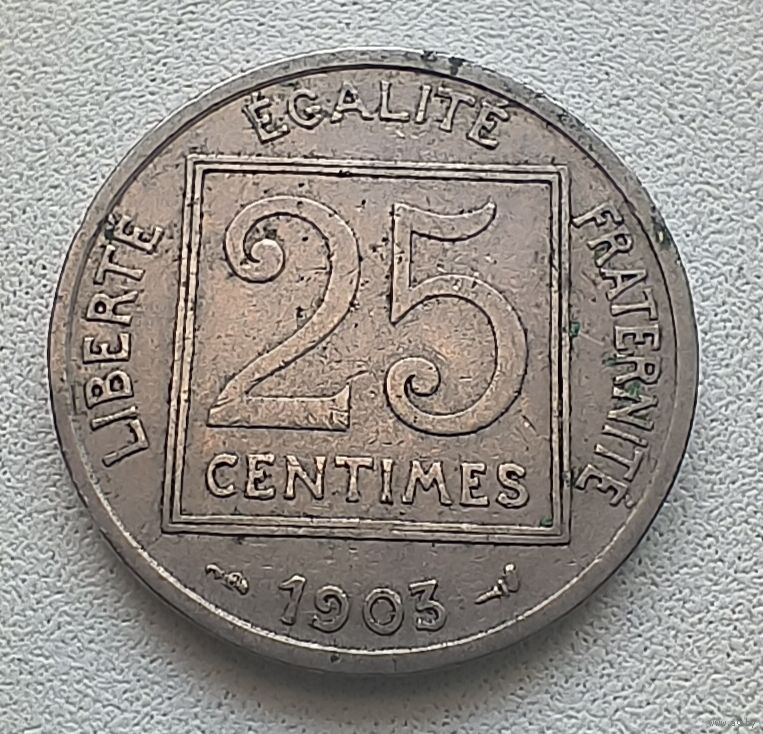 LIBERTÉ
ÉGALITÉ
FRATERNITÉ
25
CENTIMES
1903